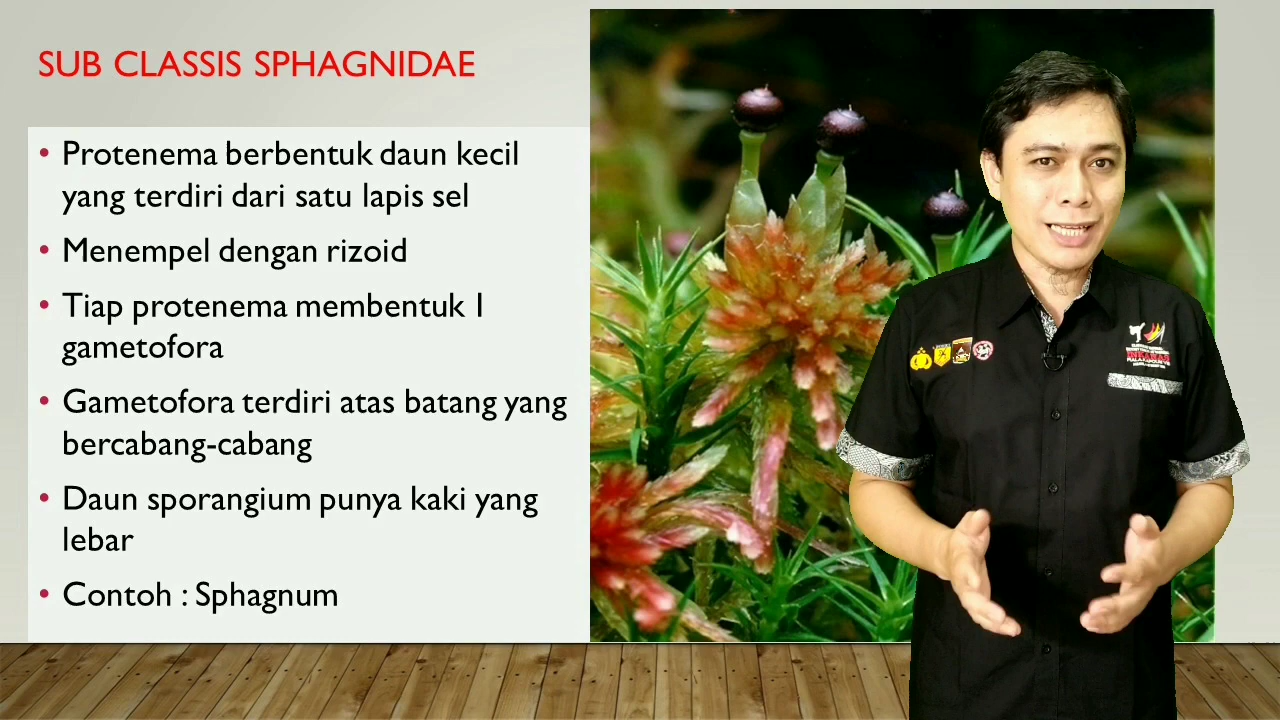 SUB CLASSIS SPHAGNIDAE
• Protenema berbentuk daun kecil
yang terdiri dari satu lapis sel
• Menempel dengan rizoid
• Tiap protenema membentuk 1
gametofora
• Gametofora terdiri atas batang yang
bercabang-cabang
• Daun sporangium punya kaki yang
lebar
• Contoh : Sphagnum